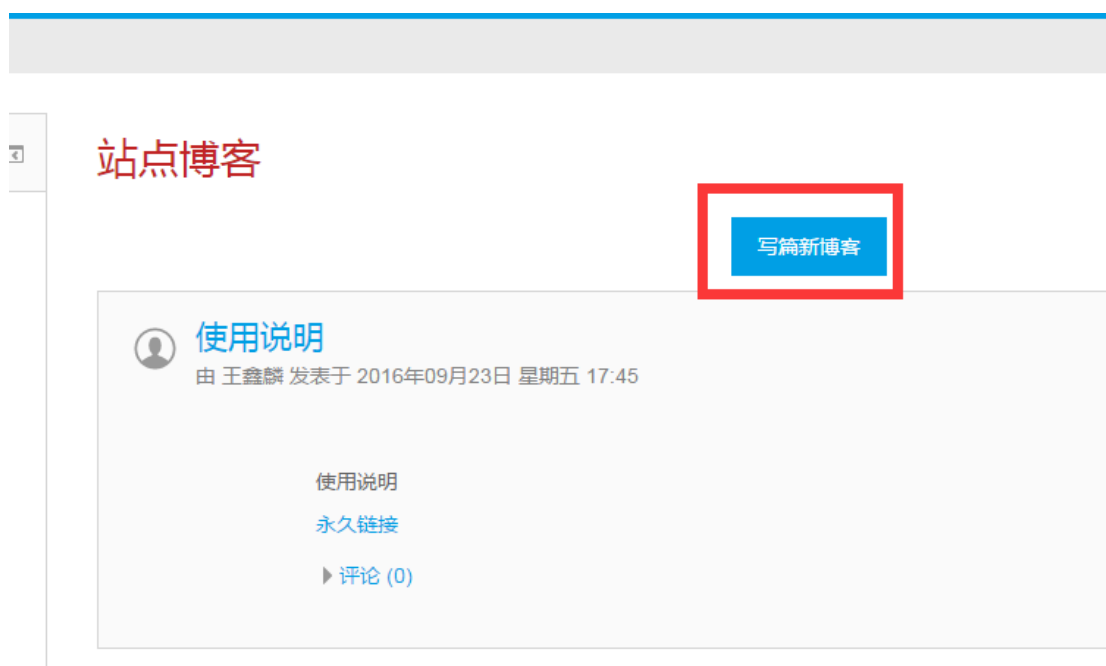 站点博客
写篇新博客
使用说明
由 王鑫麟 发表于 2016年09月23日 星期五 17:45
使用说明
永久链接
评论 (0)